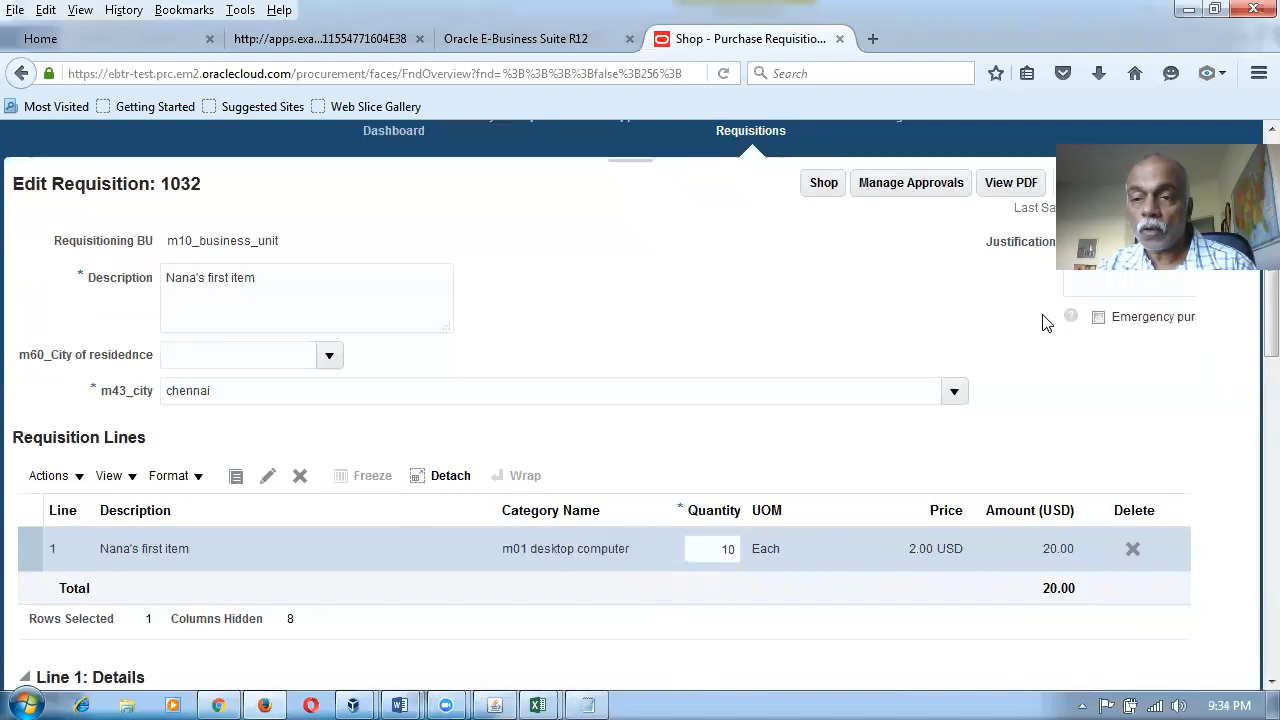 File Edit View History Bookmarks Tools Help
Home http://apps.exa...11554771604E38 Oracle E-Business Suite R12 Shop - Purchase Requisitio...
https://ebtr-test.prc.em2.oraclecloud.com/procurement/faces/FndOverview?fnd=%3B%3B%3B%3Bfalse%3B256%3B Search
Most Visited Getting Started Suggested Sites Web Slice Gallery
Dashboard Requisitions
Edit Requisition: 1032 Shop Manage Approvals View PDF
Last Sa
Requisitioning BU m10_business_unit Justification
* Description Nana's first item
Emergency pur
m60_City of residednce
* m43_city chennai
Requisition Lines
Actions View Format Freeze Detach Wrap
Line Description Category Name * Quantity UOM Price Amount (USD) Delete
1 Nana's first item m01 desktop computer 10 Each 2.00 USD 20.00
Total 20.00
Rows Selected 1 Columns Hidden 8
Line 1: Details
9:34 PM